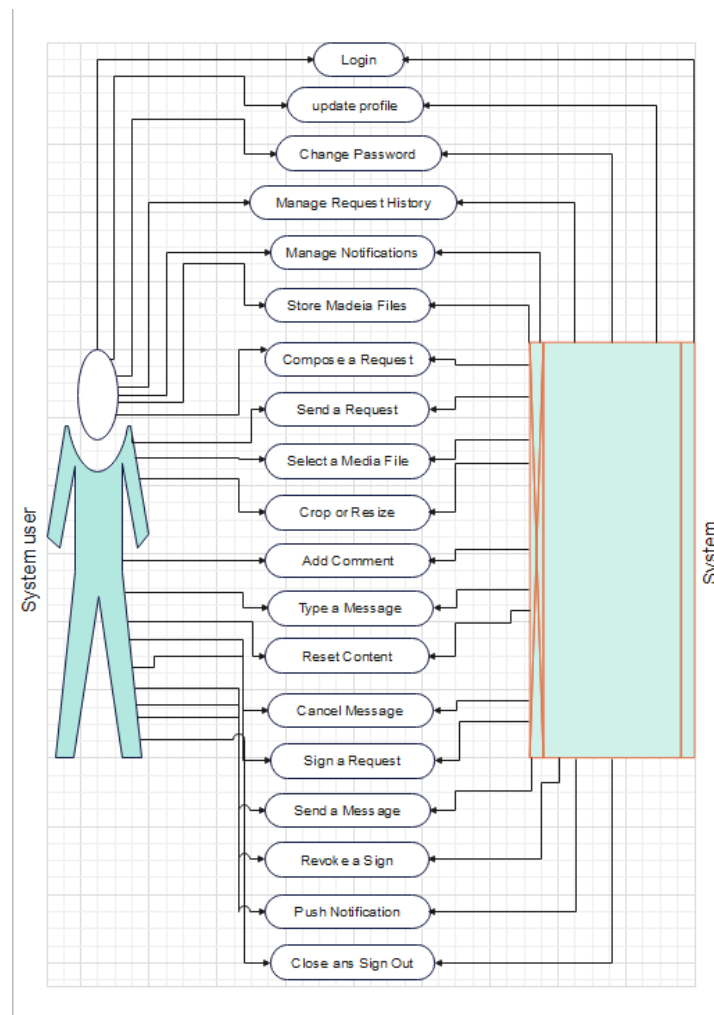 Login
update profile
Change Password
Manage Request History
Manage Notifications
Store Madeia Files
Compose a Request
Send a Request
Select a Media File
Crop or Resize
Add Comment
Type a Message
Reset Content
Cancel Message
Sign a Request
Send a Message
Revoke a Sign
Push Notification
Close ans Sign Out
System user
System